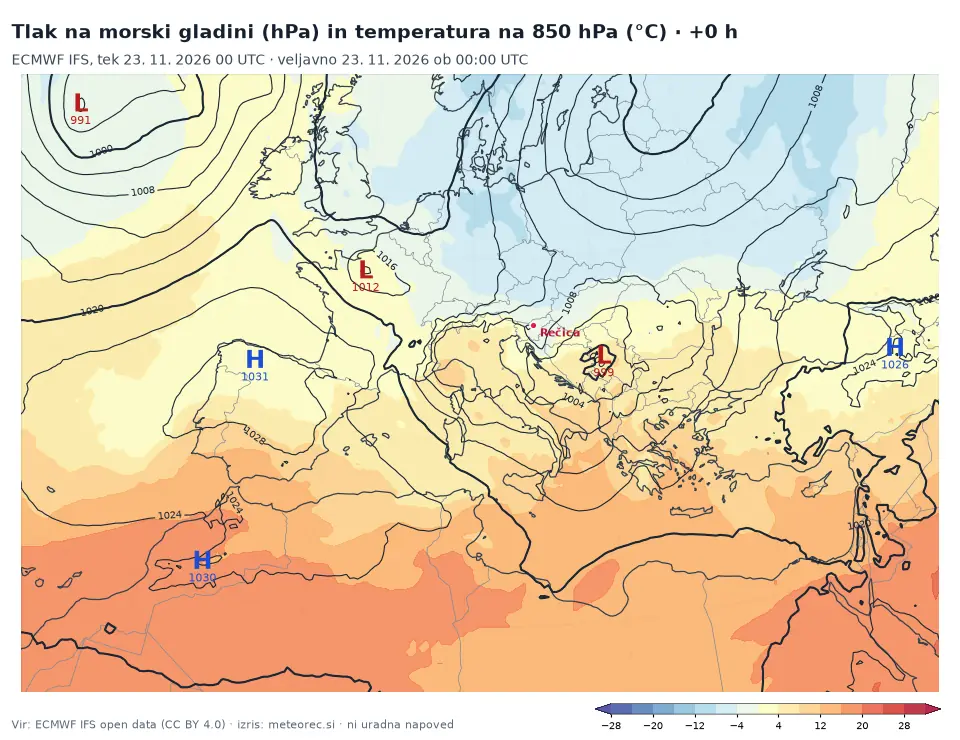 Tlak na morski gladini (hPa) in temperatura na 850 hPa (°C) · +0 h
ECMWF IFS, tek 23. 11. 2026 00 UTC · veljavno 23. 11. 2026 ob 00:00 UTC
L
991
1000
1008
1008
1016
L
1012
1020
1008
Rečica
1020
H
1031
L
999
H
1026
1024
1004
1028
1024
1024
1020
H
1030
−28 −20 −12 −4 4 12 20 28
Vir: ECMWF IFS open data (CC BY 4.0) · izris: meteorec.si · ni uradna napoved